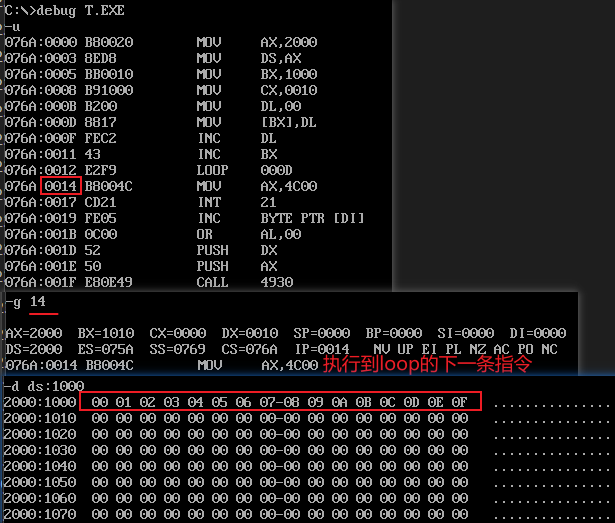 C:\>debug T.EXE
-u
076A:0000 B80020 MOV AX,2000
076A:0003 8ED8 MOV DS,AX
076A:0005 BB0010 MOV BX,1000
076A:0008 B91000 MOV CX,0010
076A:000B B200 MOV DL,00
076A:000D 8817 MOV [BX],DL
076A:000F FEC2 INC DL
076A:0011 43 INC BX
076A:0012 E2F9 LOOP 000D
076A 0014 B8004C MOV AX,4C00
076A:0017 CD21 INT 21
076A:0019 FE05 INC BYTE PTR [DI]
076A:001B 0C00 OR AL,00
076A:001D 52 PUSH DX
076A:001E 50 PUSH AX
076A:001F E80E49 CALL 4930
-g 14
AX=2000 BX=1010 CX=0000 DX=0010 SP=0000 BP=0000 SI=0000 DI=0000
DS=2000 ES=075A SS=0769 CS=076A IP=0014 NV UP EI PL NZ AC PO NC
076A:0014 B8004C MOV AX,4C00
执行到loop的下一条指令
-d ds:1000
2000:1000 00 01 02 03 04 05 06 07-08 09 0A 0B 0C 0D 0E 0F ................
2000:1010 00 00 00 00 00 00 00 00-00 00 00 00 00 00 00 00 ................
2000:1020 00 00 00 00 00 00 00 00-00 00 00 00 00 00 00 00 ................
2000:1030 00 00 00 00 00 00 00 00-00 00 00 00 00 00 00 00 ................
2000:1040 00 00 00 00 00 00 00 00-00 00 00 00 00 00 00 00 ................
2000:1050 00 00 00 00 00 00 00 00-00 00 00 00 00 00 00 00 ................
2000:1060 00 00 00 00 00 00 00 00-00 00 00 00 00 00 00 00 ................
2000:1070 00 00 00 00 00 00 00 00-00 00 00 00 00 00 00 00 ................